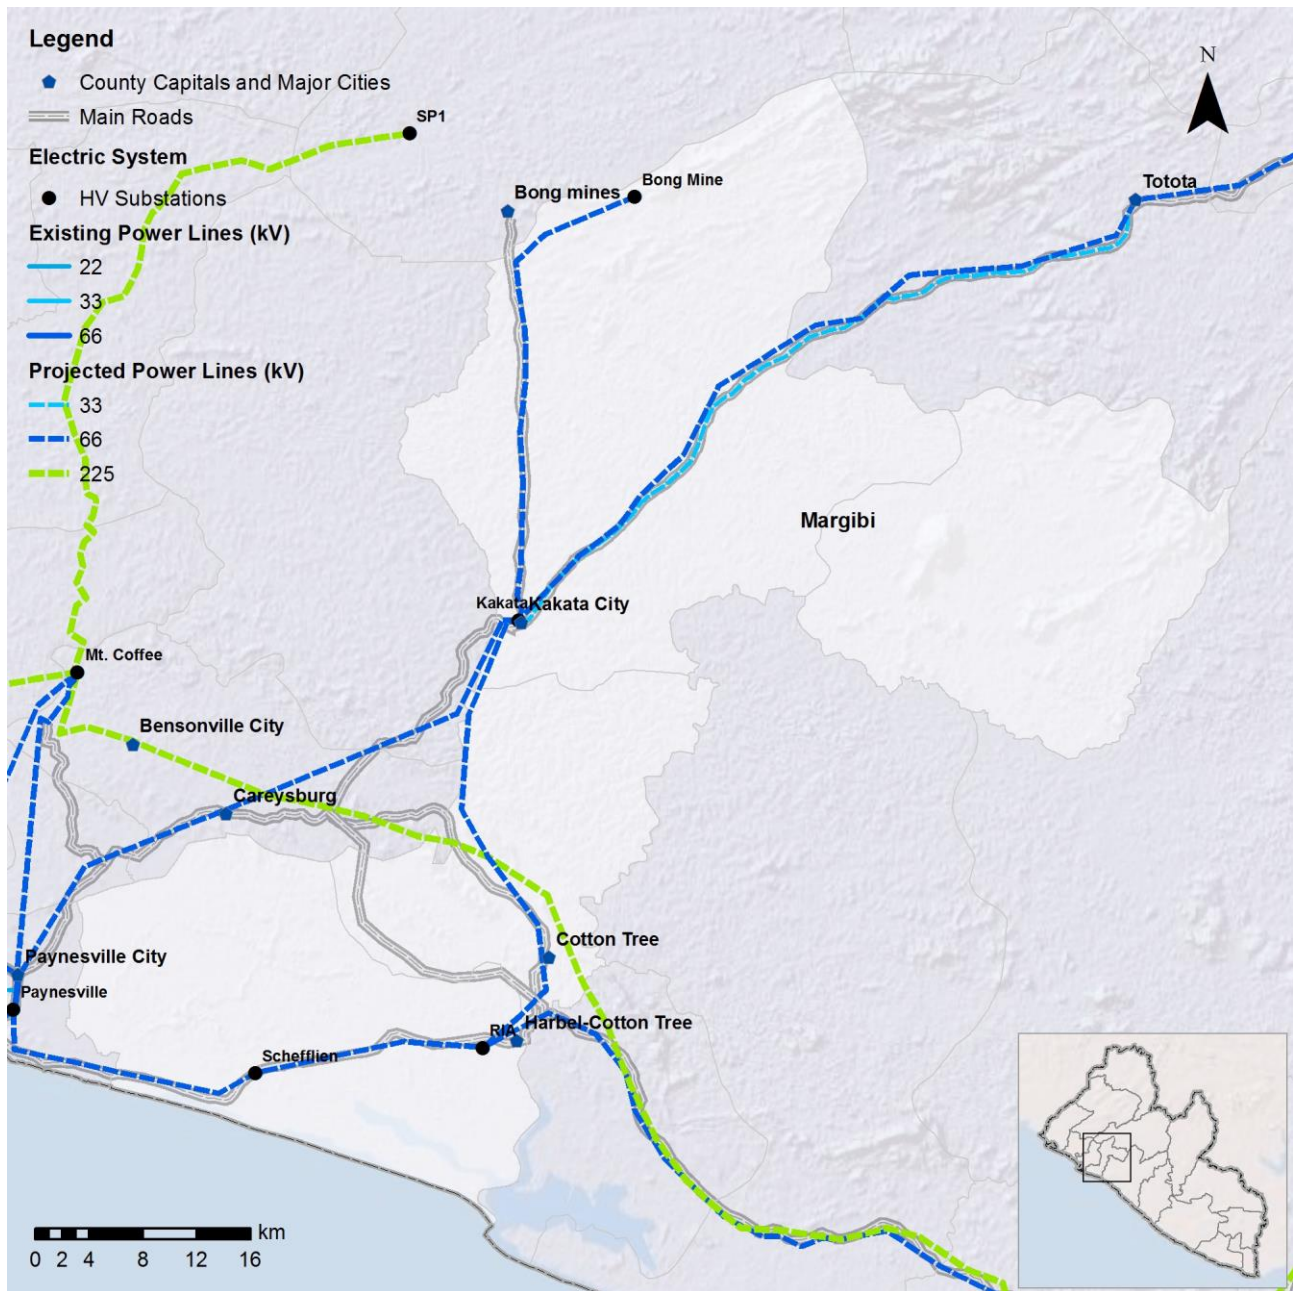 Legend
County Capitals and Major Cities
Main Roads
Electric System
HV Substations
Existing Power Lines (kV)
22
33
66
Projected Power Lines (kV)
33
66
225
N
SP1
Bong mines
Bong Mine
Totota
Margibi
Kakata
Kakata City
Mt. Coffee
Bensonville City
Careysburg
Cotton Tree
Paynesville City
Paynesville
RIA
Harbel-Cotton Tree
Schefflien
km
0 2 4 8 12 16